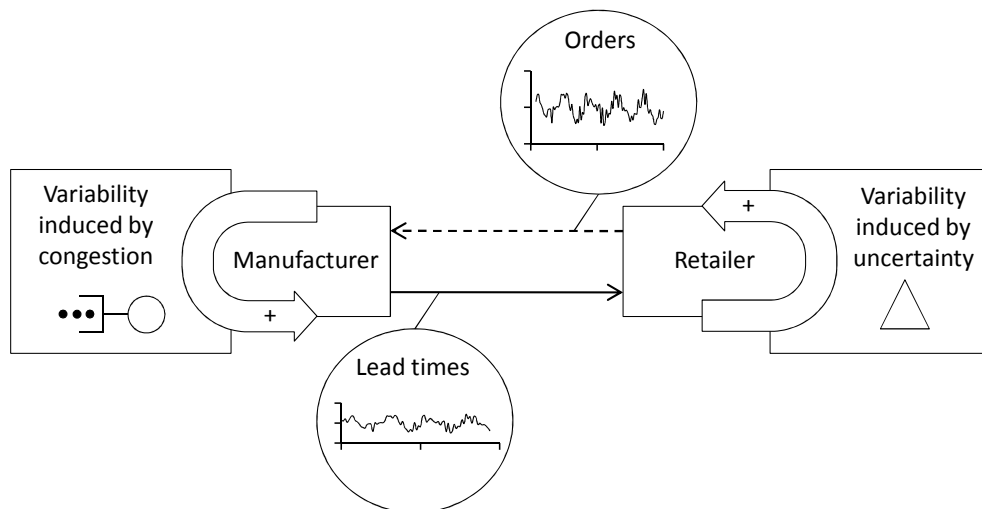 Orders
Variability
induced by
congestion
+
Manufacturer
Retailer
+
Variability
induced by
uncertainty
Lead times